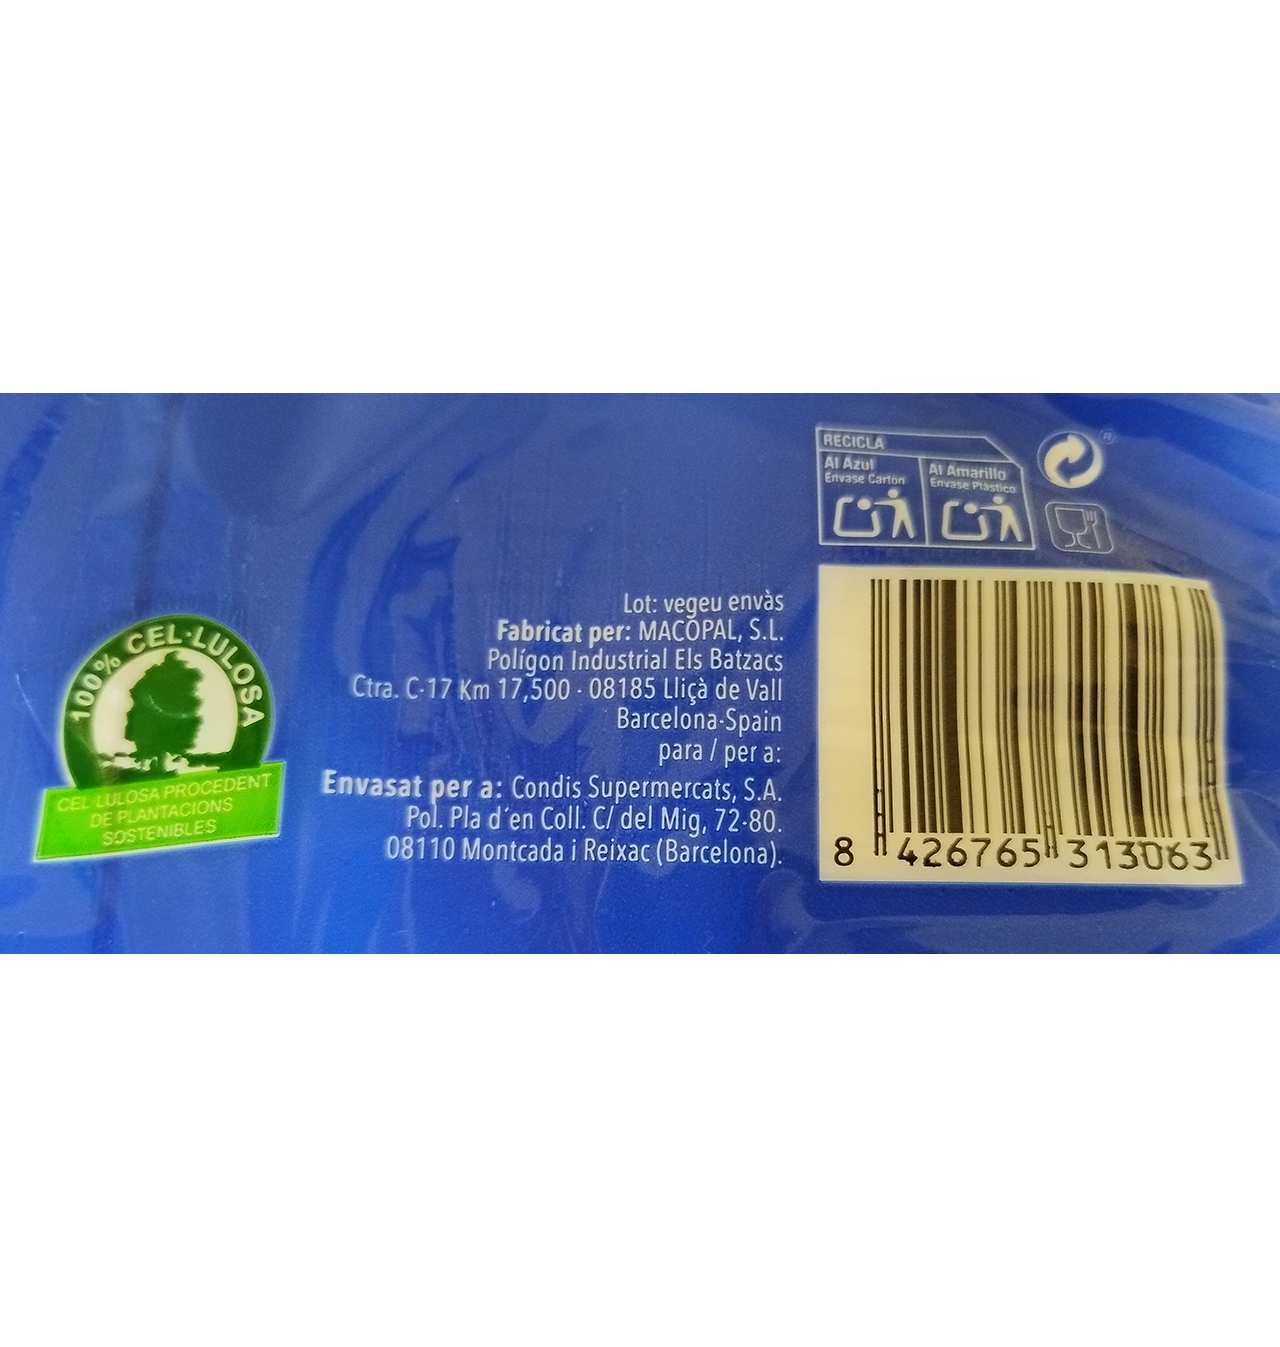 RECICLA
Al Azul
Envase Cartón
Al Amarillo
Envase Plástico
®
Lot: vegeu envàs
Fabricat per: MACOPAL, S.L.
Polígon Industrial Els Batzacs
Ctra. C-17 Km 17,500 - 08185 Lliçà de Vall
Barcelona-Spain
para / per a:
Envasat per a: Condis Supermercats, S.A.
Pol. Pla d´en Coll. C/ del Mig, 72-80.
08110 Montcada i Reixac (Barcelona).
100% CEL·LULOSA
CEL·LULOSA PROCEDENT
DE PLANTACIONS
SOSTENIBLES
8 426765 313063